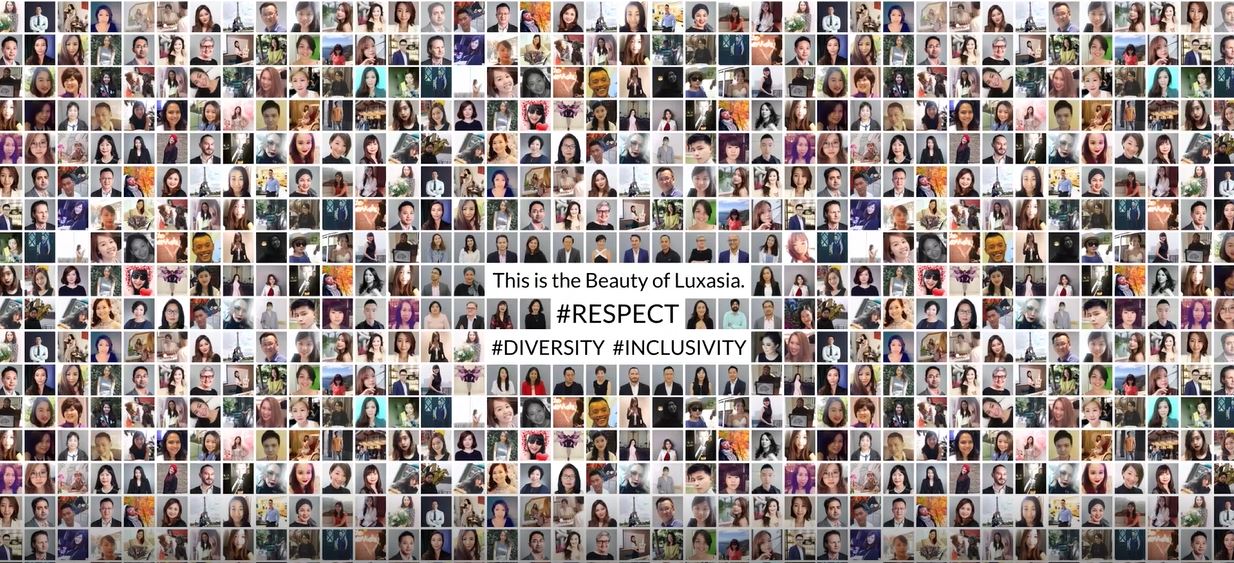 This is the Beauty of Luxasia.
#RESPECT
#DIVERSITY #INCLUSIVITY